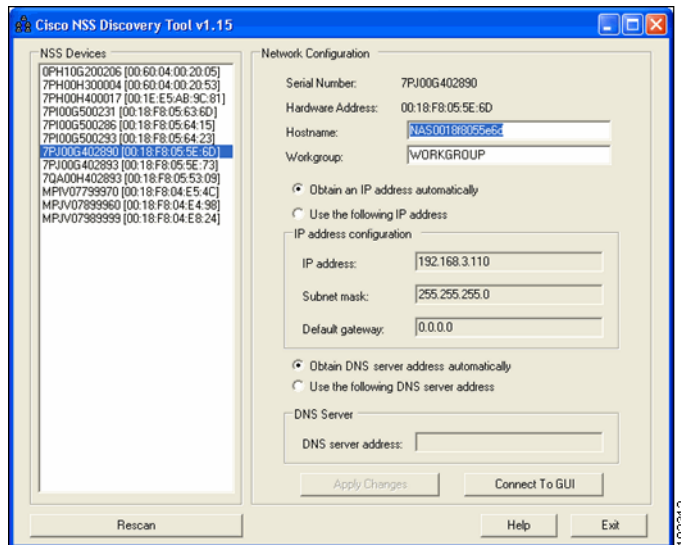 Cisco NSS Discovery Tool v1.15
NSS Devices
0PH10G200206 [00:60:04:00:20:05]
7PH00H300004 [00:60:04:00:20:53]
7PH00H400017 [00:1E:E5:AB:9C:81]
7PI00G500231 [00:18:F8:05:63:6D]
7PI00G500286 [00:18:F8:05:64:15]
7PI00G500293 [00:18:F8:05:64:23]
7PJ00G402890 [00:18:F8:05:5E:6D]
7PJ00G402893 [00:18:F8:05:5E:73]
7QA00H402893 [00:18:F8:05:53:09]
MPIV07799970 [00:18:F8:04:E5:4C]
MPJV07899960 [00:18:F8:04:E4:98]
MPJV07989999 [00:18:F8:04:E8:24]
Rescan
Network Configuration
Serial Number: 7PJ00G402890
Hardware Address: 00:18:F8:05:5E:6D
Hostname: NAS0018f8055e6d
Workgroup: WORKGROUP
Obtain an IP address automatically
Use the following IP address
IP address configuration
IP address: 192.168.3.110
Subnet mask: 255.255.255.0
Default gateway: 0.0.0.0
Obtain DNS server address automatically
Use the following DNS server address
DNS Server
DNS server address:
Apply Changes
Connect To GUI
Help
Exit